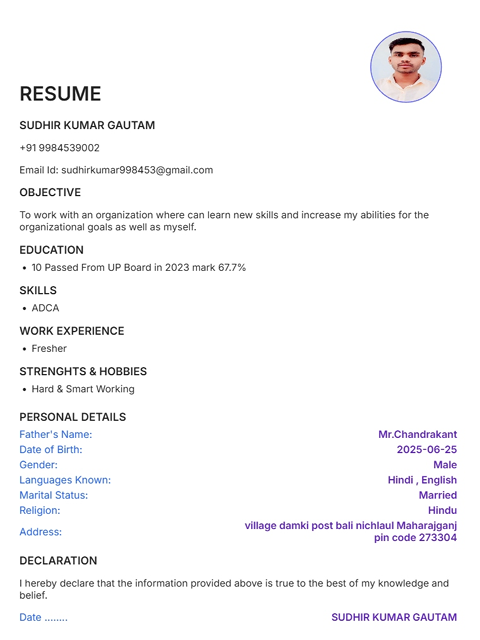 RESUME
SUDHIR KUMAR GAUTAM
+91 9984539002
Email Id: sudhirkumar998453@gmail.com
OBJECTIVE
To work with an organization where can learn new skills and increase my abilities for the
organizational goals as well as myself.
EDUCATION
• 10 Passed From UP Board in 2023 mark 67.7%
SKILLS
• ADCA
WORK EXPERIENCE
• Fresher
STRENGHTS & HOBBIES
• Hard & Smart Working
PERSONAL DETAILS
Father's Name: Mr.Chandrakant
Date of Birth: 2025-06-25
Gender: Male
Languages Known: Hindi , English
Marital Status: Married
Religion: Hindu
Address: village damki post bali nichlaul Maharajganj
pin code 273304
DECLARATION
I hereby declare that the information provided above is true to the best of my knowledge and
belief.
Date ........ SUDHIR KUMAR GAUTAM